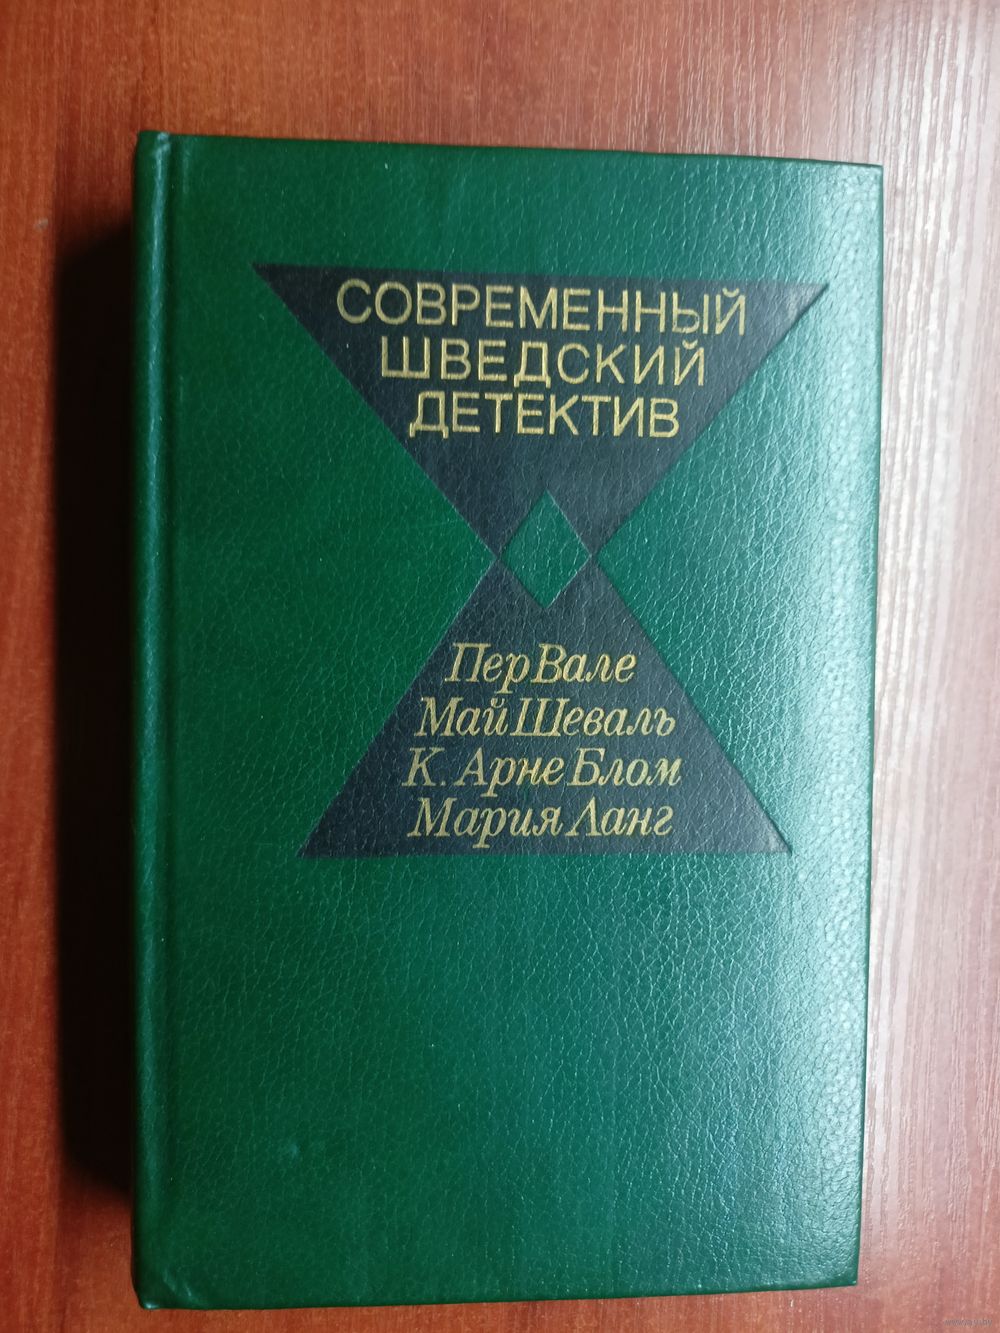 СОВРЕМЕННЫЙ
ШВЕДСКИЙ
ДЕТЕКТИВ
Пер Вале
Май Шеваль
К. Арне Блом
Мария Ланг